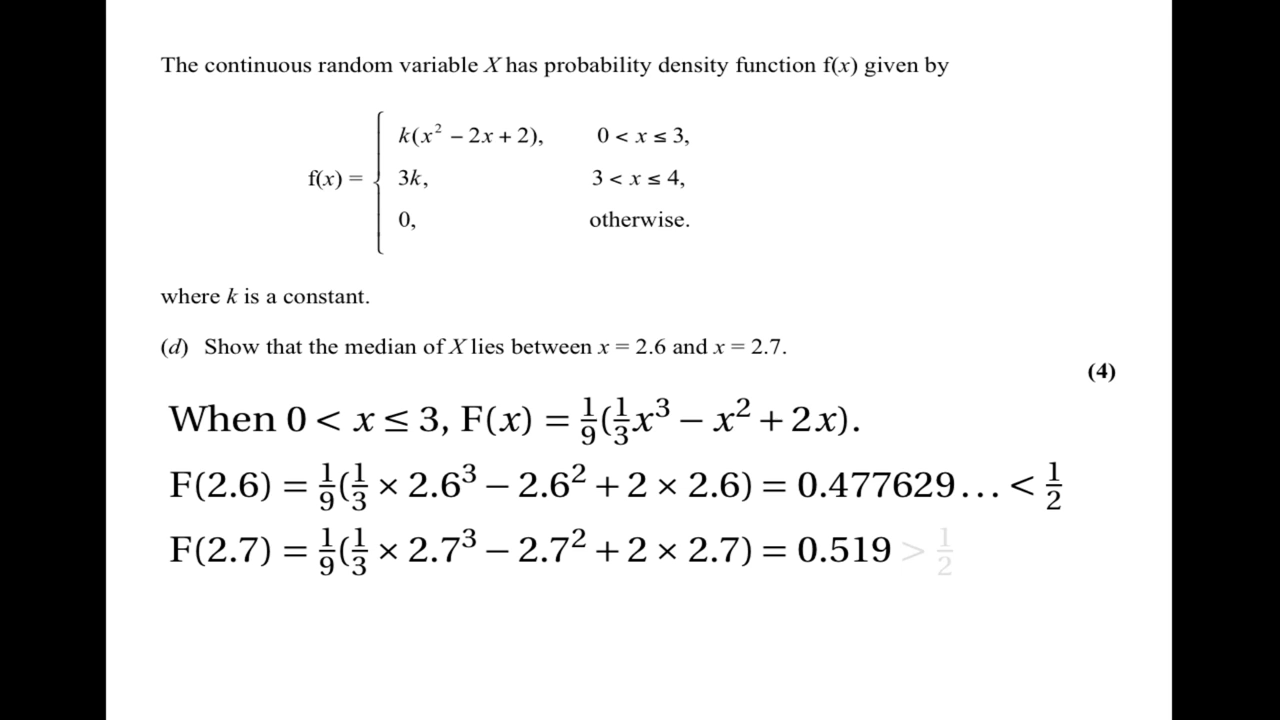 The continuous random variable X has probability density function f(x) given by
f(x) = { k(x² – 2x + 2), 0 < x ≤ 3,
3k, 3 < x ≤ 4,
0, otherwise.
where k is a constant.
(d) Show that the median of X lies between x = 2.6 and x = 2.7.
(4)
When 0 < x ≤ 3, F(x) = 1/9(1/3x³ − x² + 2x).
F(2.6) = 1/9(1/3 × 2.6³ − 2.6² + 2 × 2.6) = 0.477629... < 1/2
F(2.7) = 1/9(1/3 × 2.7³ − 2.7² + 2 × 2.7) = 0.519 > 1/2